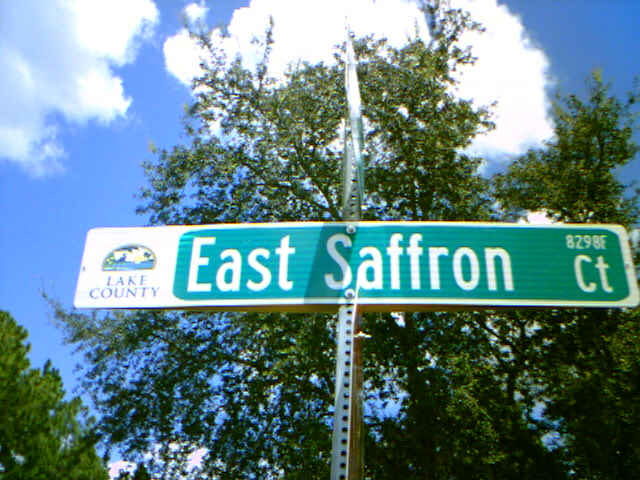 LAKE
COUNTY
East Saffron Ct
8298F